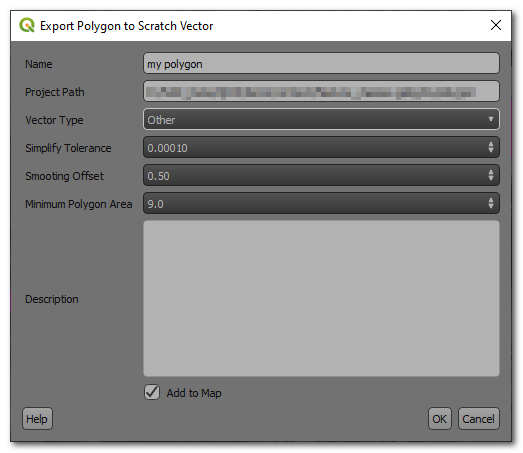 Export Polygon to Scratch Vector
Name
my polygon
Project Path
Vector Type
Other
Simplify Tolerance
0.00010
Smooting Offset
0.50
Minimum Polygon Area
9.0
Description
Add to Map
Help
OK
Cancel